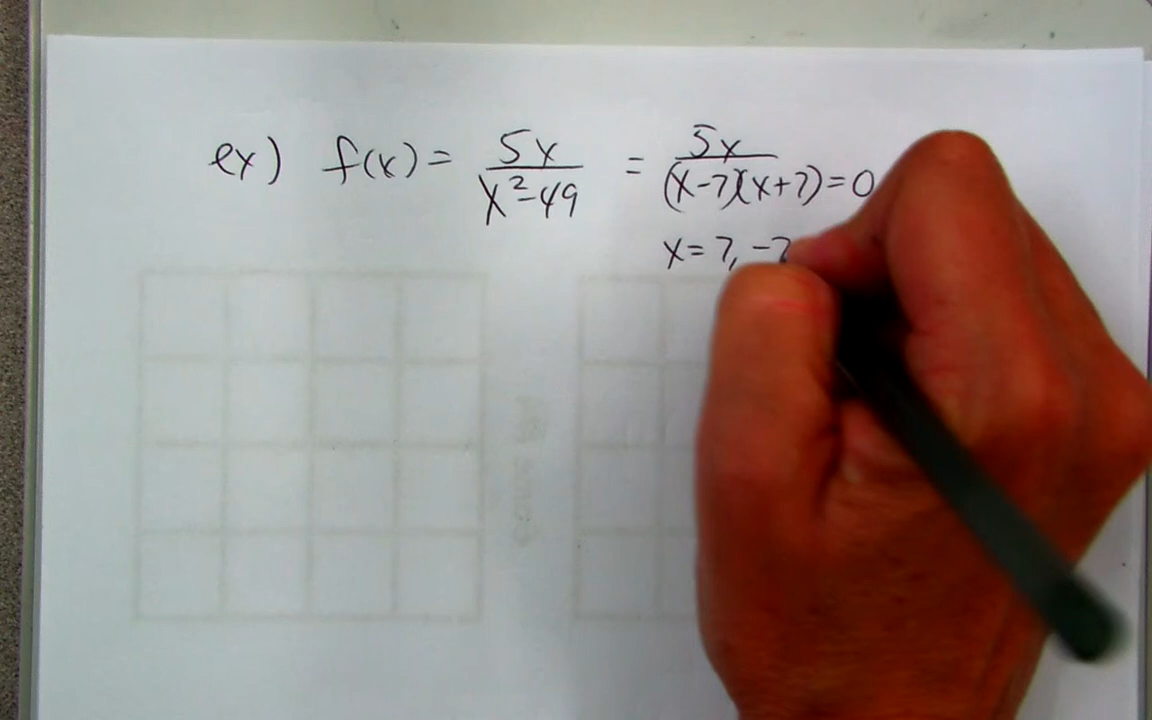 ex) f(x) = 5x / x²-49 = 5x / (x-7)(x+7)=0
x=7, -7